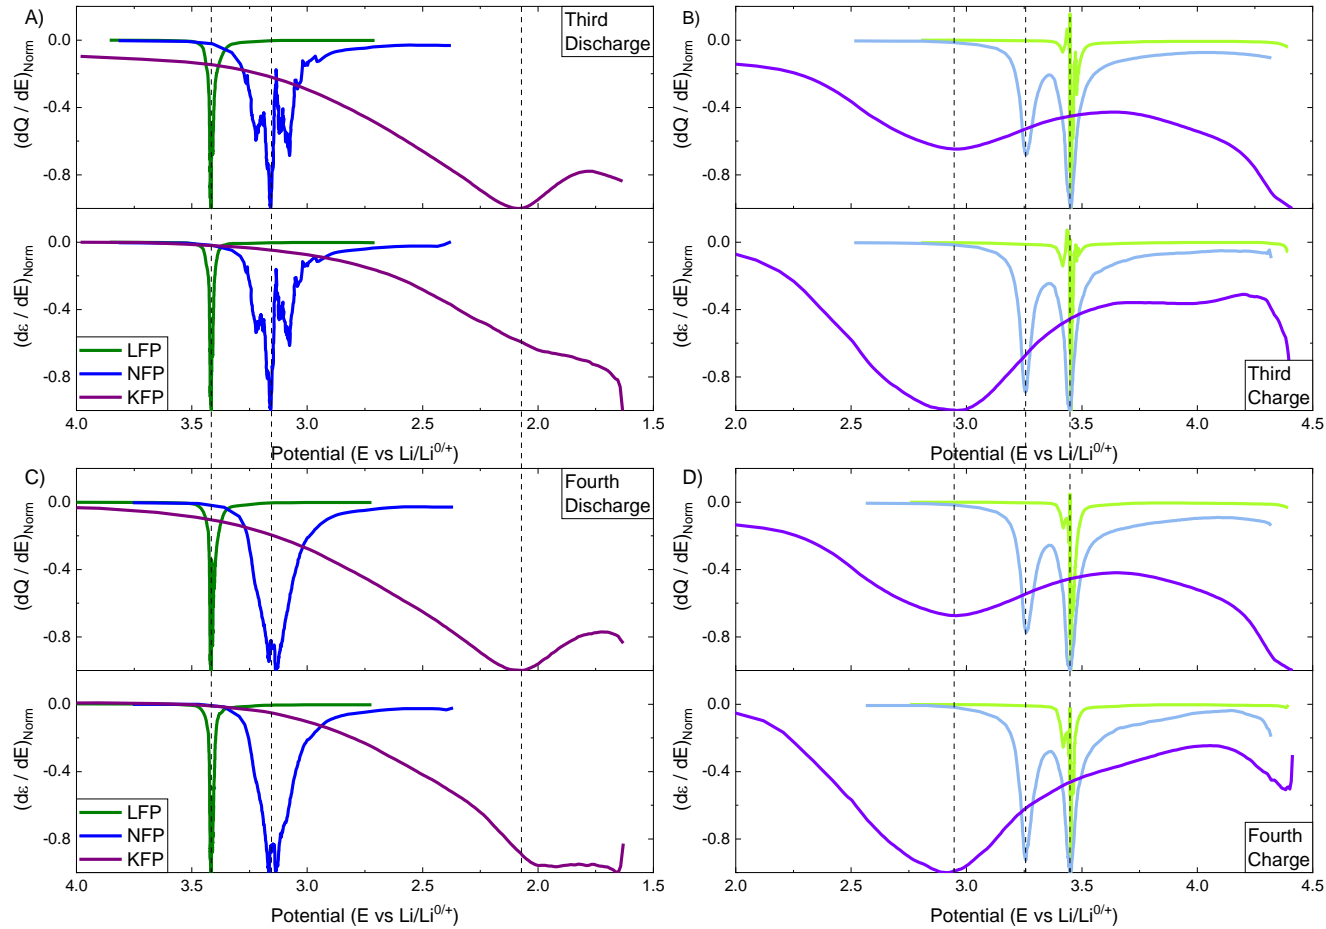 A)
Third
Discharge
0.0
-0.4
-0.8
(dQ / dE)Norm
0.0
-0.4
-0.8
(dε / dE)Norm
LFP
NFP
KFP
4.0 3.5 3.0 2.5 2.0 1.5
Potential (E vs Li/Li0/+)
B)
0.0
-0.4
-0.8
(dQ / dE)Norm
0.0
-0.4
-0.8
(dε / dE)Norm
Third
Charge
2.0 2.5 3.0 3.5 4.0 4.5
Potential (E vs Li/Li0/+)
C)
Fourth
Discharge
0.0
-0.4
-0.8
(dQ / dE)Norm
0.0
-0.4
-0.8
(dε / dE)Norm
LFP
NFP
KFP
4.0 3.5 3.0 2.5 2.0 1.5
Potential (E vs Li/Li0/+)
D)
0.0
-0.4
-0.8
(dQ / dE)Norm
0.0
-0.4
-0.8
(dε / dE)Norm
Fourth
Charge
2.0 2.5 3.0 3.5 4.0 4.5
Potential (E vs Li/Li0/+)